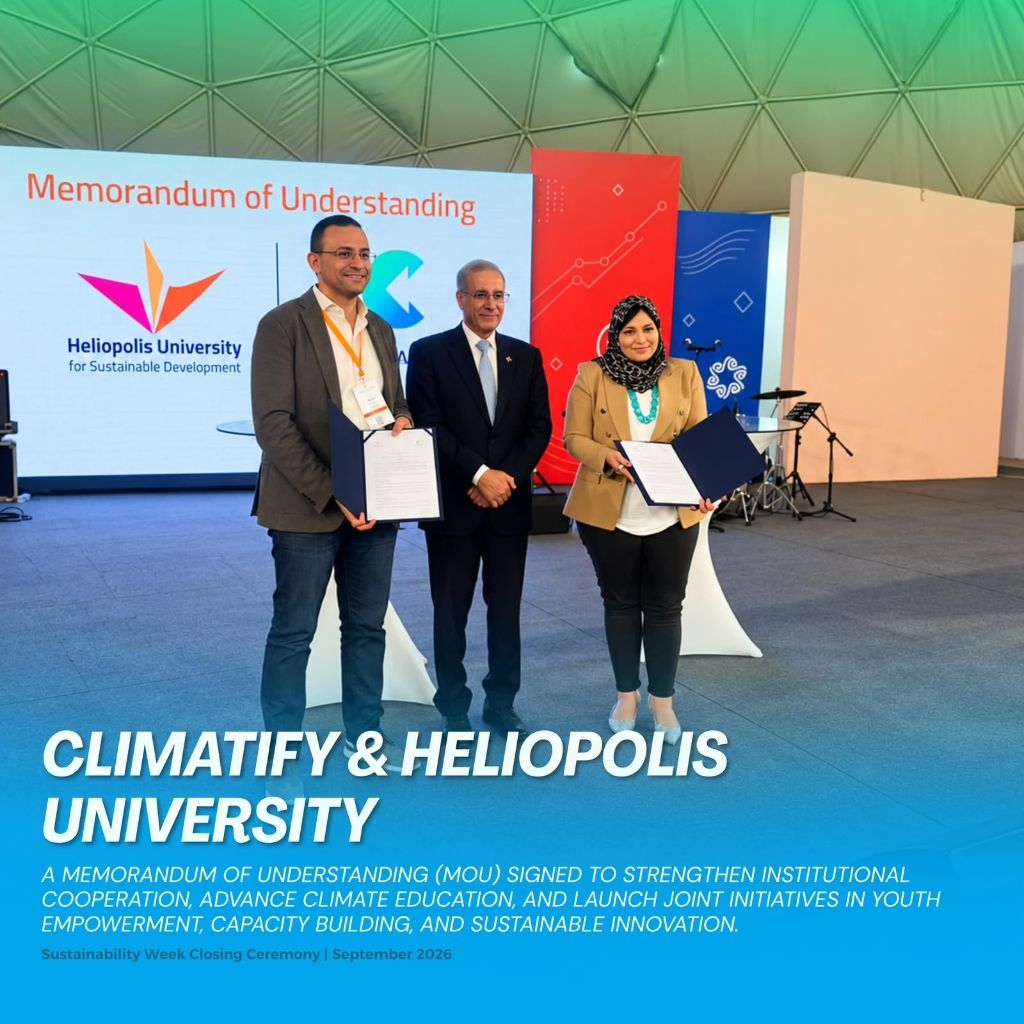 Memorandum of Understanding
Heliopolis University
for Sustainable Development
CLIMATIFY & HELIOPOLIS
UNIVERSITY
A MEMORANDUM OF UNDERSTANDING (MOU) SIGNED TO STRENGTHEN INSTITUTIONAL
COOPERATION, ADVANCE CLIMATE EDUCATION, AND LAUNCH JOINT INITIATIVES IN YOUTH
EMPOWERMENT, CAPACITY BUILDING, AND SUSTAINABLE INNOVATION.
Sustainability Week Closing Ceremony | September 2026